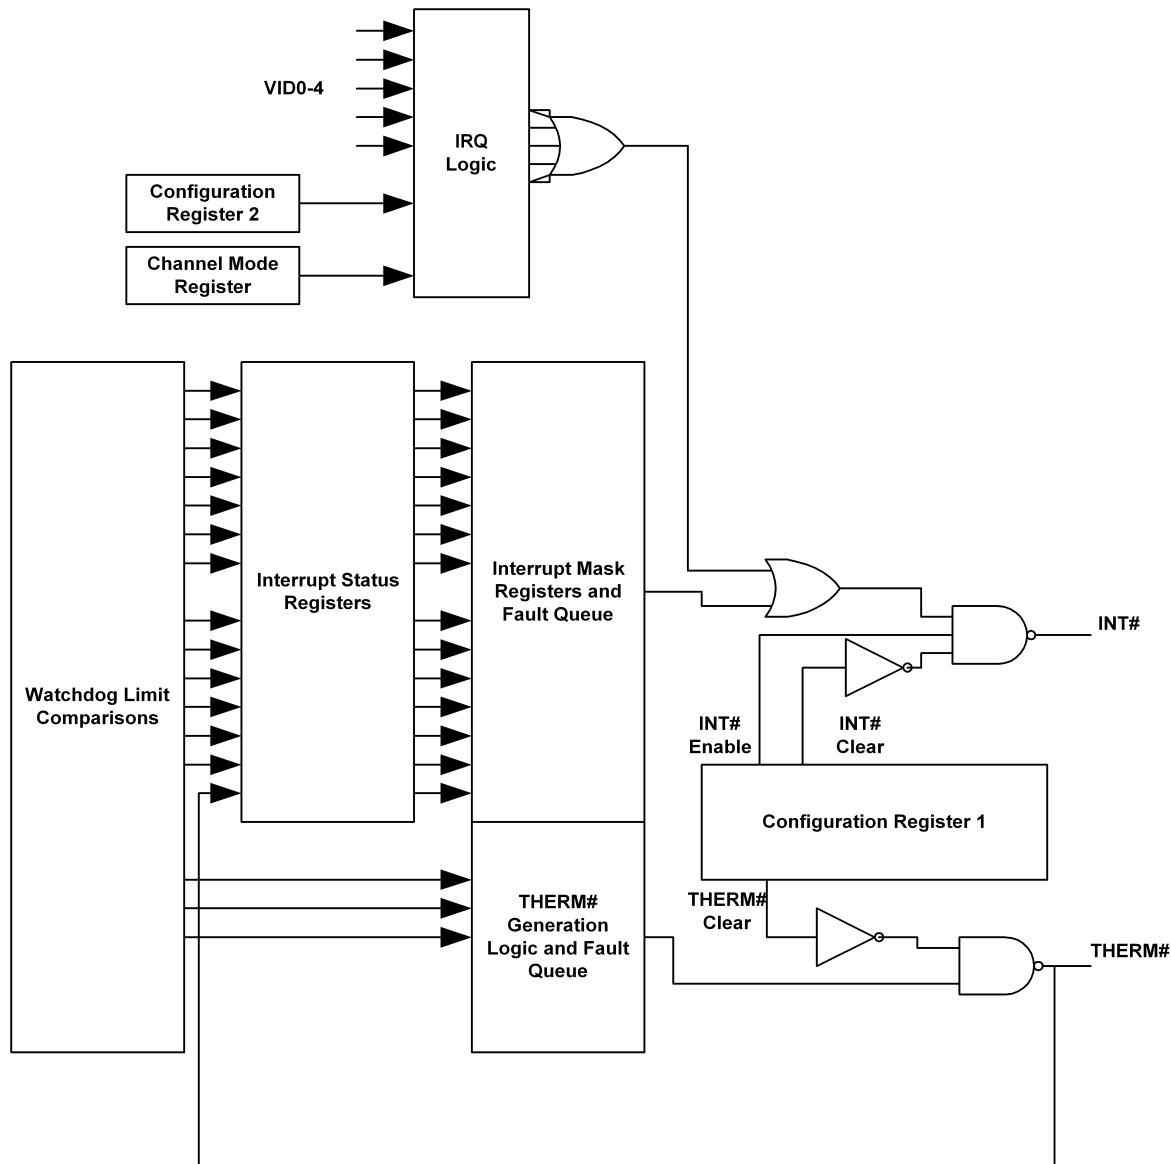 VID0-4
IRQ
Logic
Configuration
Register 2
Channel Mode
Register
Watchdog Limit
Comparisons
Interrupt Status
Registers
Interrupt Mask
Registers and
Fault Queue
INT#
INT#
Enable
INT#
Clear
Configuration Register 1
THERM#
Clear
THERM#
Generation
Logic and Fault
Queue
THERM#